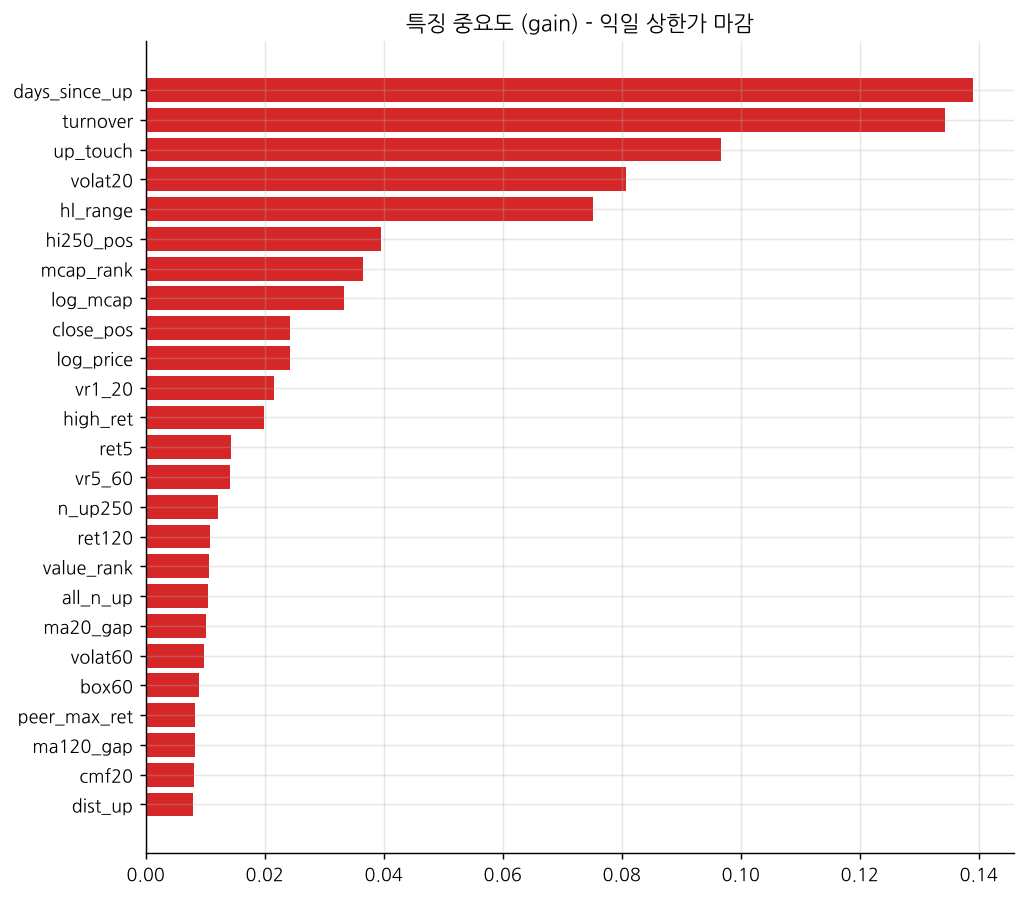 특징 중요도 (gain) - 익일 상한가 마감
days_since_up
turnover
up_touch
volat20
hl_range
hi250_pos
mcap_rank
log_mcap
close_pos
log_price
vr1_20
high_ret
ret5
vr5_60
n_up250
ret120
value_rank
all_n_up
ma20_gap
volat60
box60
peer_max_ret
ma120_gap
cmf20
dist_up
0.00 0.02 0.04 0.06 0.08 0.10 0.12 0.14